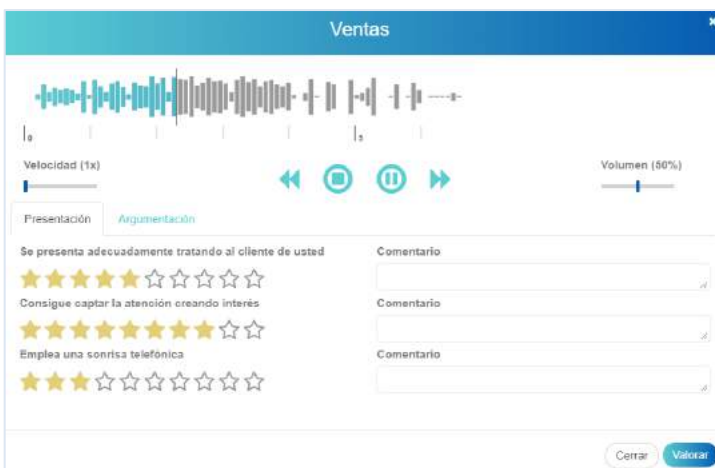 Ventas
0 5
Velocidad (1x)
Volumen (50%)
Presentación Argumentación
Se presenta adecuadamente tratando al cliente de usted Comentario
Consigue captar la atención creando interés Comentario
Emplea una sonrisa telefónica Comentario
Cerrar Valorar